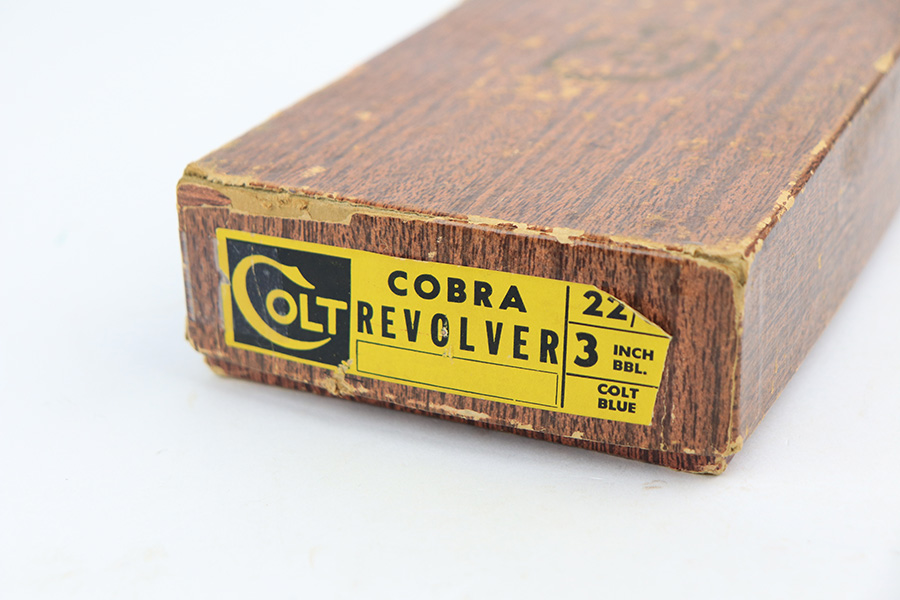 COLT
COBRA
REVOLVER
22/
3 INCH
BBL.
COLT
BLUE